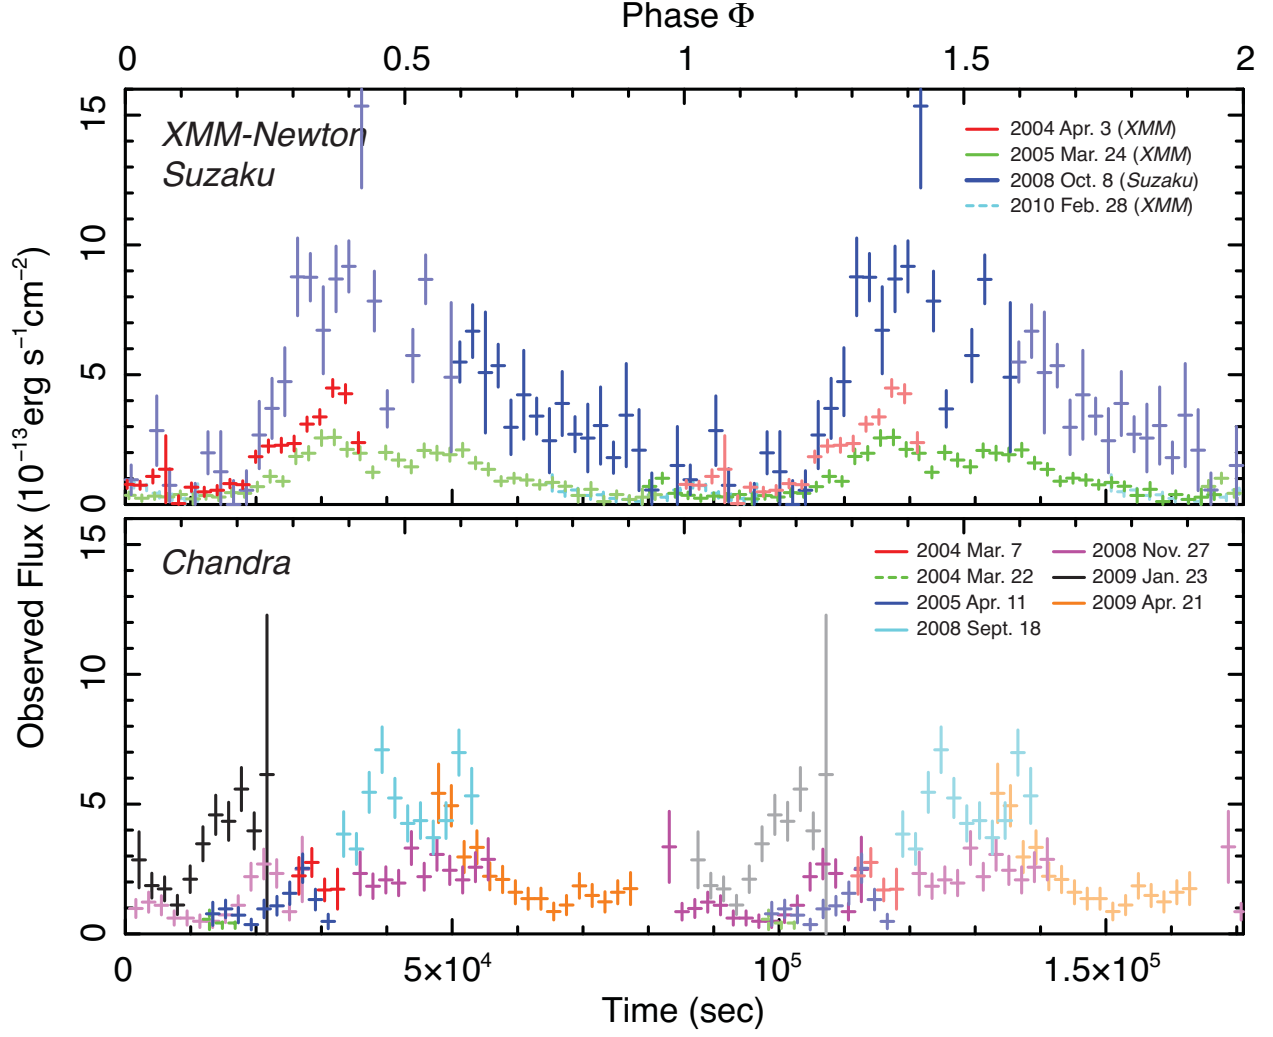 Phase Φ
0 0.5 1 1.5 2
XMM-Newton
Suzaku
2004 Apr. 3 (XMM)
2005 Mar. 24 (XMM)
2008 Oct. 8 (Suzaku)
2010 Feb. 28 (XMM)
15
10
5
0
Observed Flux (10⁻¹³erg s⁻¹cm⁻²)
Chandra
2004 Mar. 7
2004 Mar. 22
2005 Apr. 11
2008 Sept. 18
2008 Nov. 27
2009 Jan. 23
2009 Apr. 21
15
10
5
0
0 5×10⁴ 10⁵ 1.5×10⁵
Time (sec)